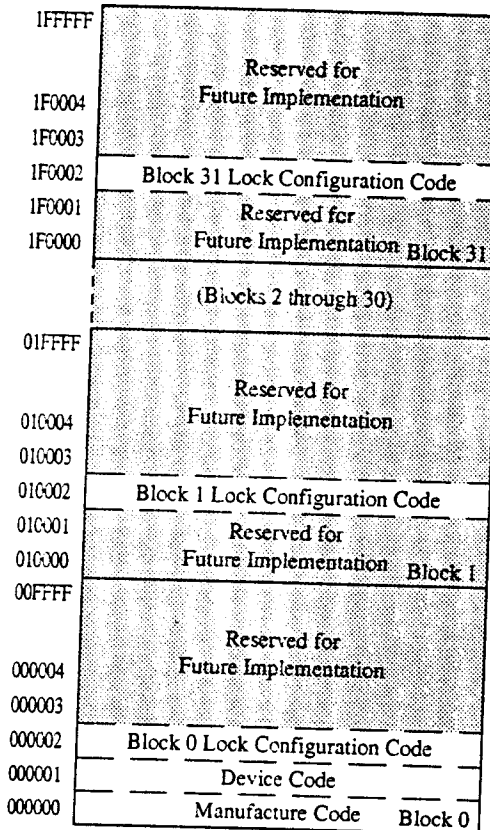 1FFFFF
Reserved for
Future Implementation
1F0004
1F0003
1F0002 Block 31 Lock Configuration Code
1F0001 Reserved for
1F0000 Future Implementation Block 31
(Blocks 2 through 30)
01FFFF
Reserved for
Future Implementation
010004
010003
010002 Block 1 Lock Configuration Code
010001 Reserved for
010000 Future Implementation Block 1
00FFFF
Reserved for
Future Implementation
000004
000003
000002 Block 0 Lock Configuration Code
000001 Device Code
000000 Manufacture Code Block 0